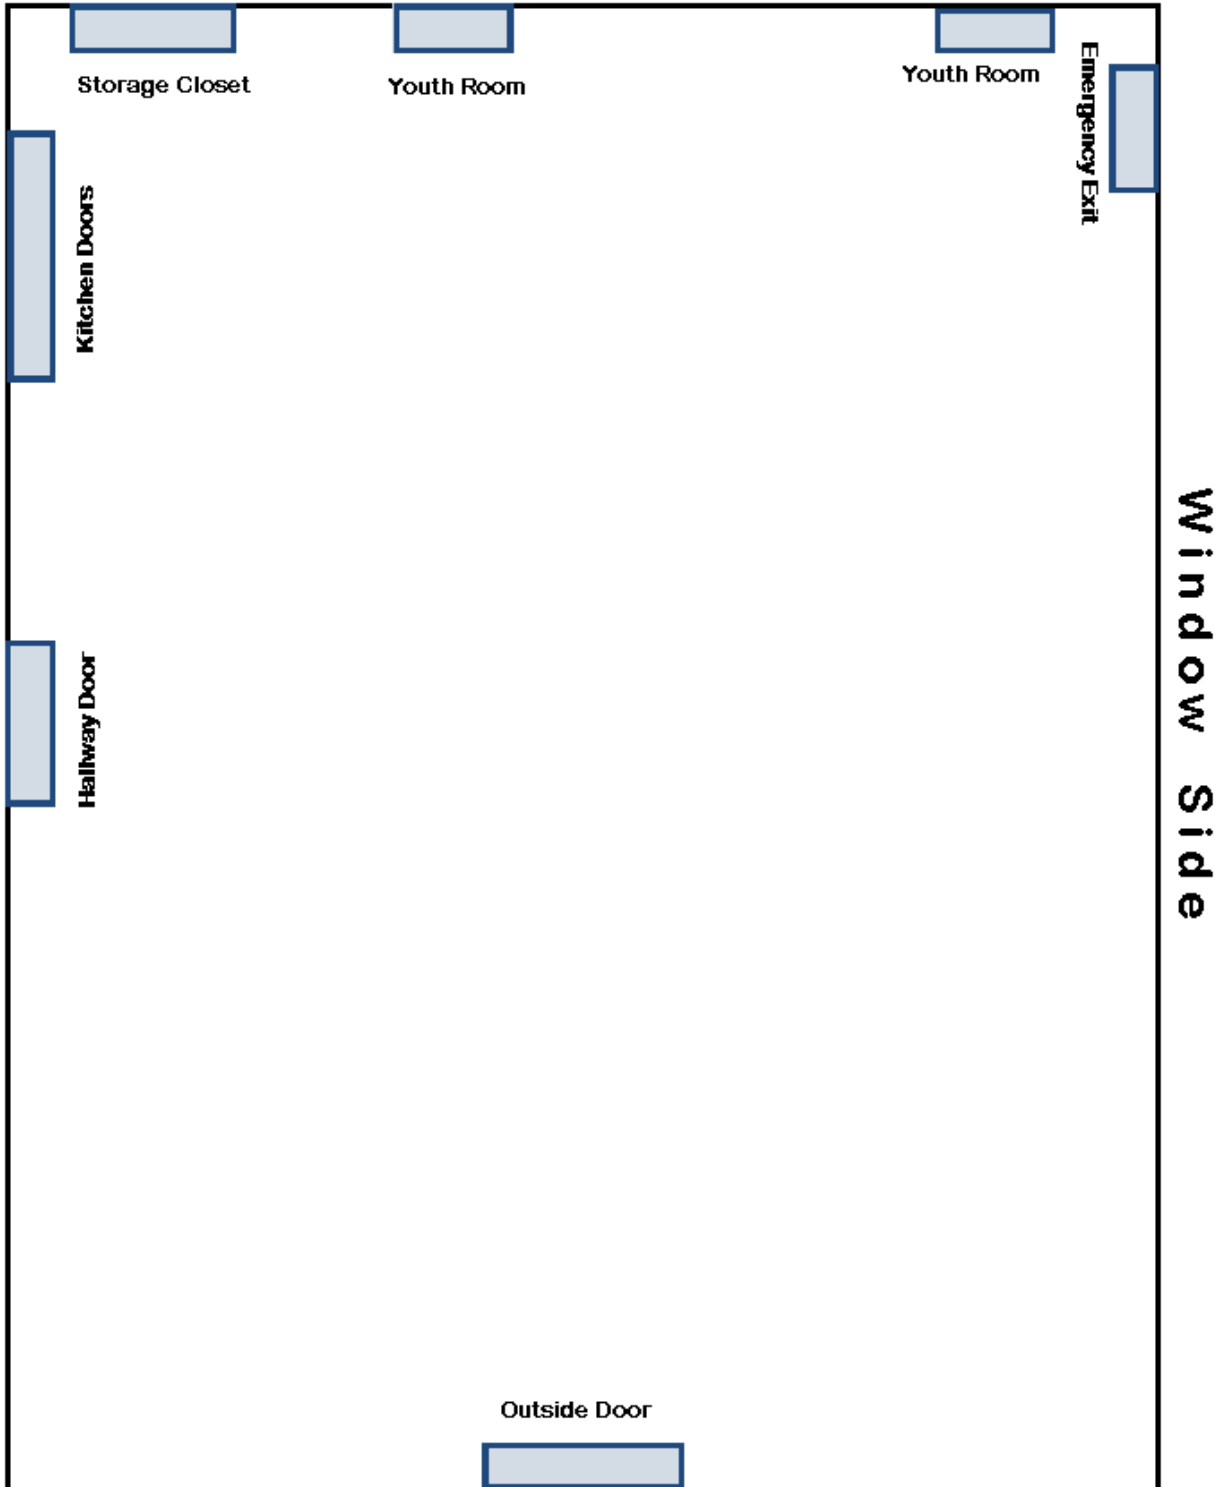 Storage Closet
Youth Room
Youth Room
Emergency Exit
Kitchen Doors
Window Side
Hallway Door
Outside Door